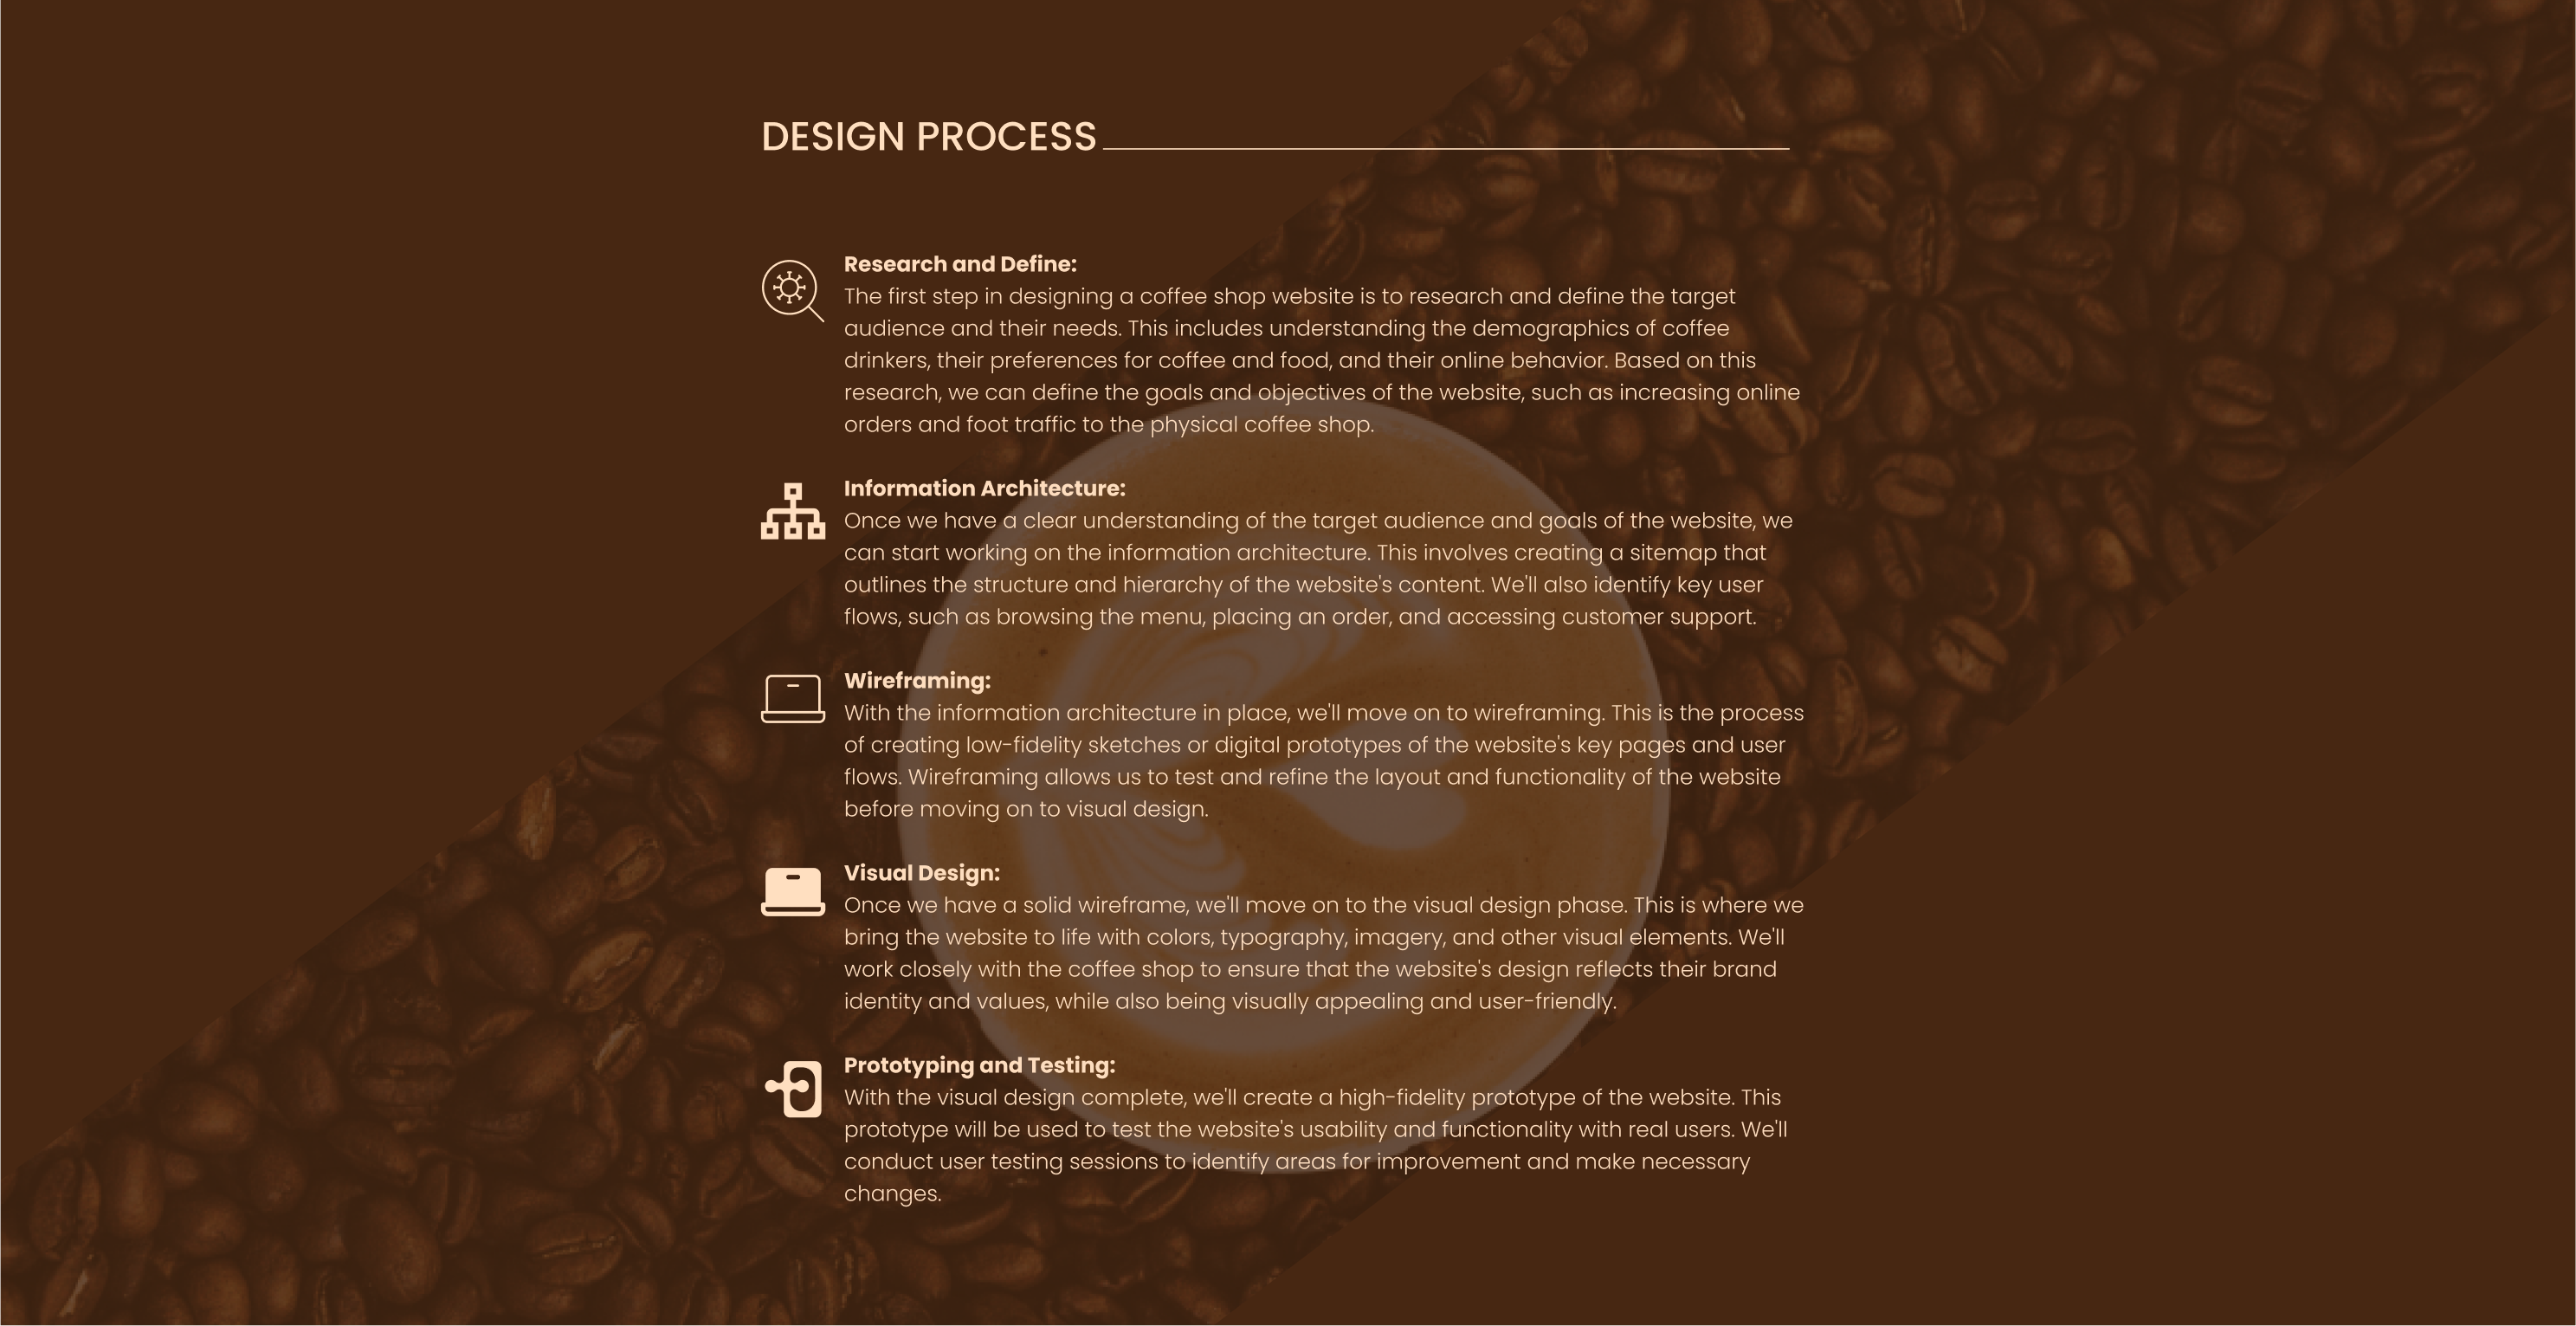 DESIGN PROCESS
Research and Define:
The first step in designing a coffee shop website is to research and define the target
audience and their needs. This includes understanding the demographics of coffee
drinkers, their preferences for coffee and food, and their online behavior. Based on this
research, we can define the goals and objectives of the website, such as increasing online
orders and foot traffic to the physical coffee shop.
Information Architecture:
Once we have a clear understanding of the target audience and goals of the website, we
can start working on the information architecture. This involves creating a sitemap that
outlines the structure and hierarchy of the website's content. We'll also identify key user
flows, such as browsing the menu, placing an order, and accessing customer support.
Wireframing:
With the information architecture in place, we'll move on to wireframing. This is the process
of creating low-fidelity sketches or digital prototypes of the website's key pages and user
flows. Wireframing allows us to test and refine the layout and functionality of the website
before moving on to visual design.
Visual Design:
Once we have a solid wireframe, we'll move on to the visual design phase. This is where we
bring the website to life with colors, typography, imagery, and other visual elements. We'll
work closely with the coffee shop to ensure that the website's design reflects their brand
identity and values, while also being visually appealing and user-friendly.
Prototyping and Testing:
With the visual design complete, we'll create a high-fidelity prototype of the website. This
prototype will be used to test the website's usability and functionality with real users. We'll
conduct user testing sessions to identify areas for improvement and make necessary
changes.